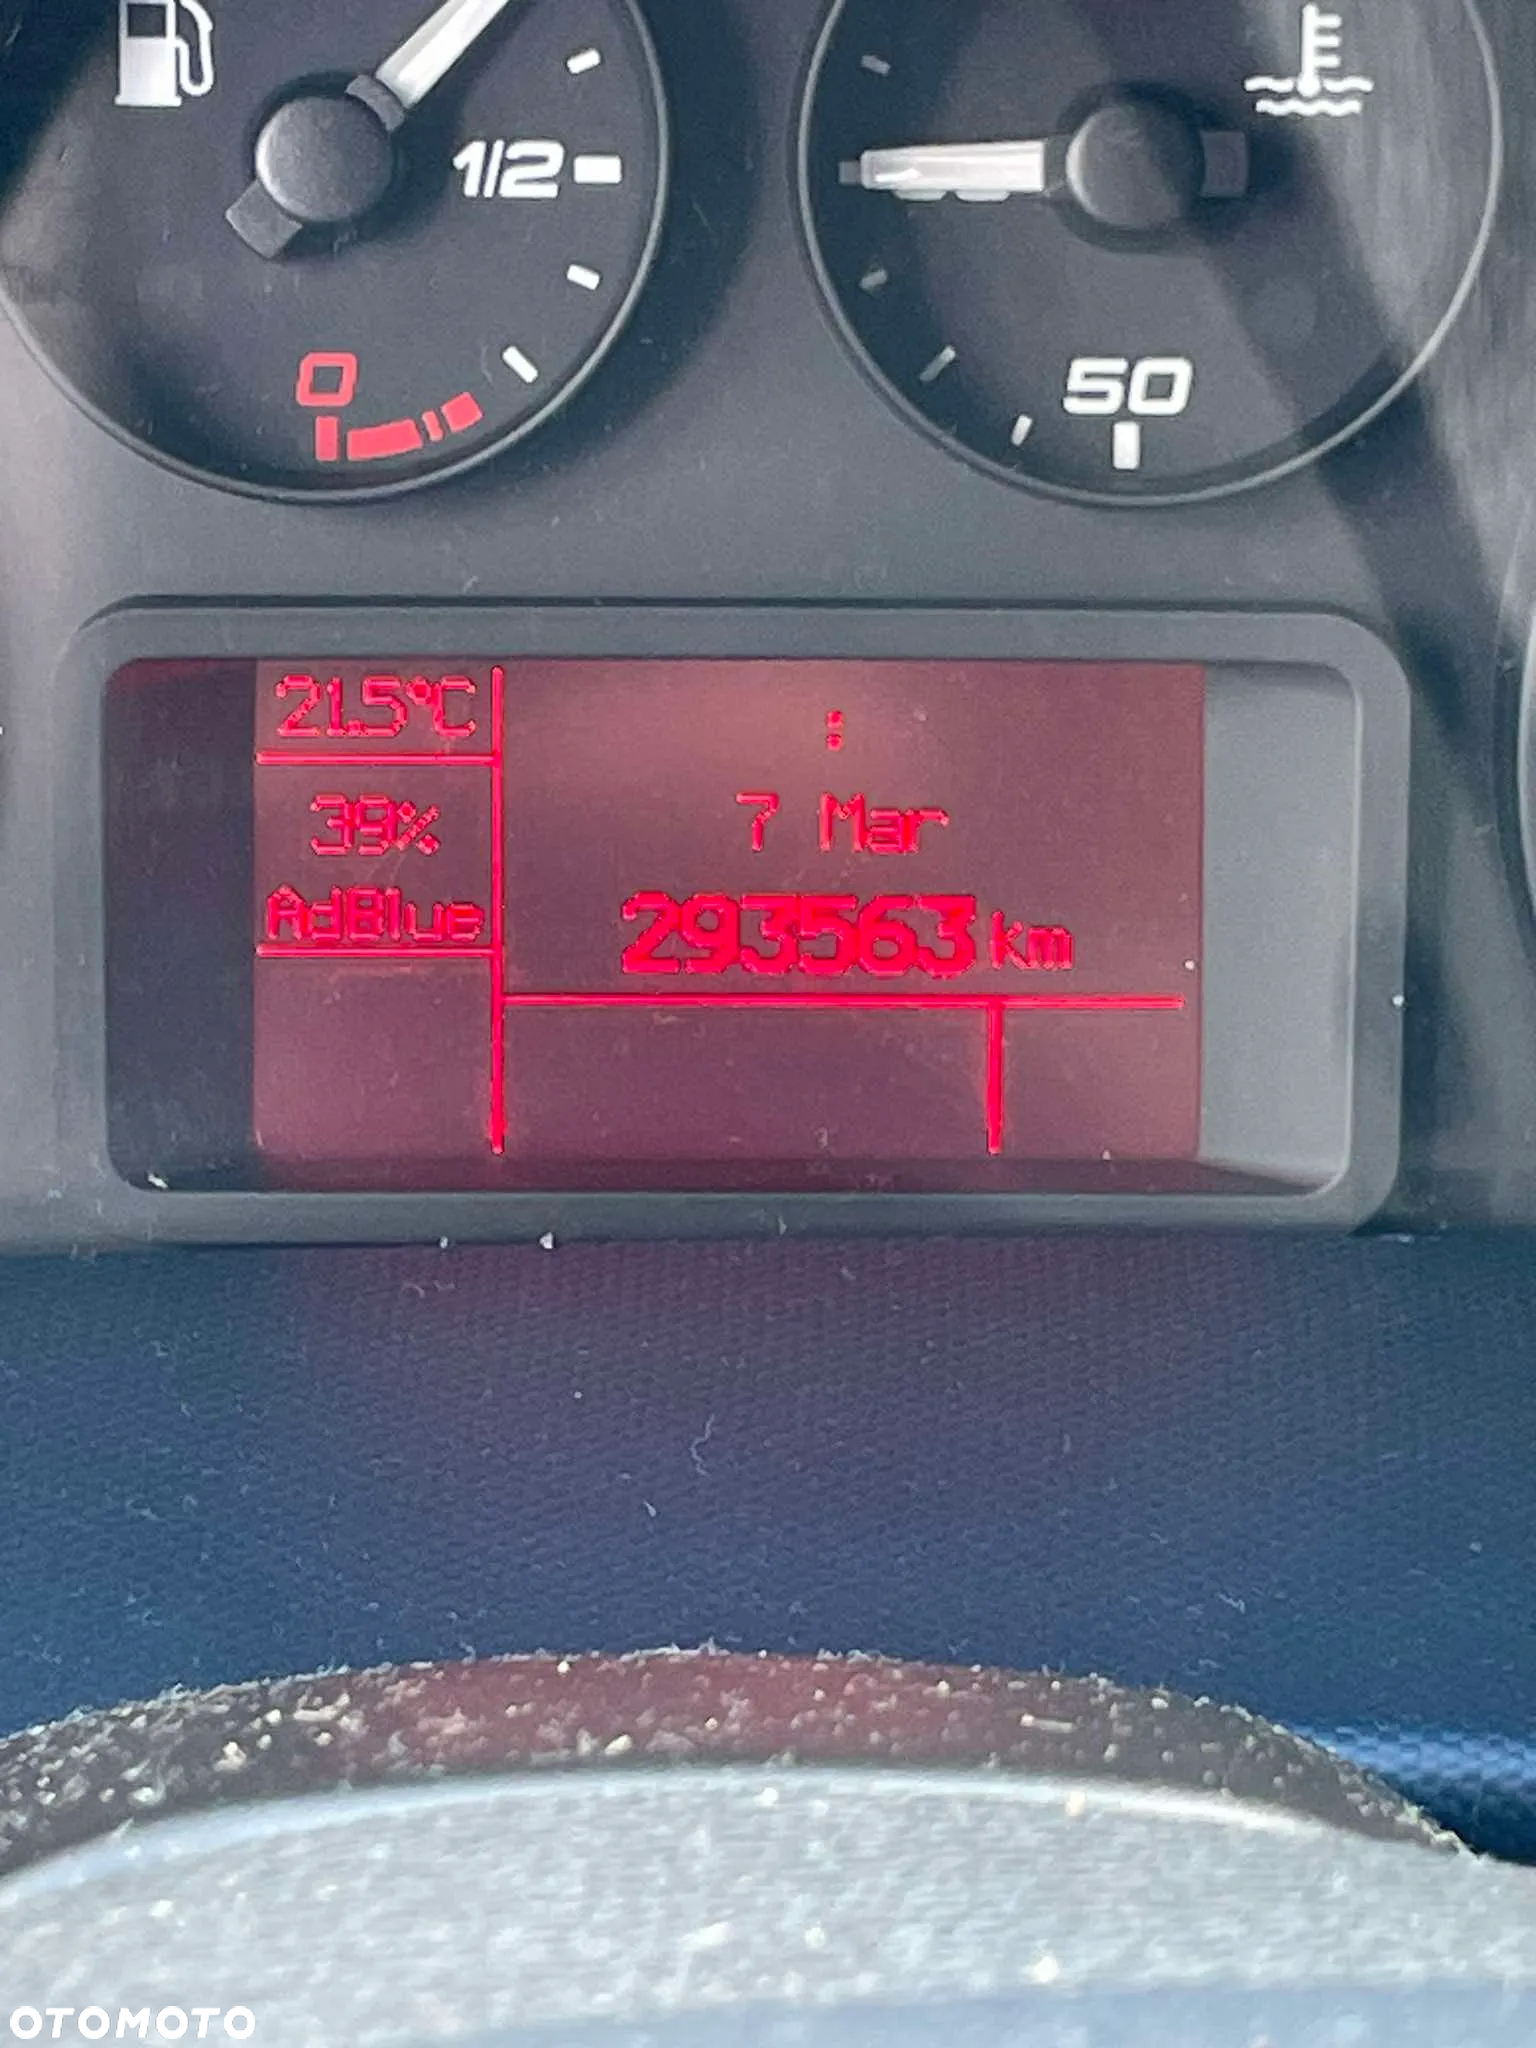 1/2
0
50
21.5°C
:
39%
7 Mar
AdBlue
293563 km
OTOMOTO